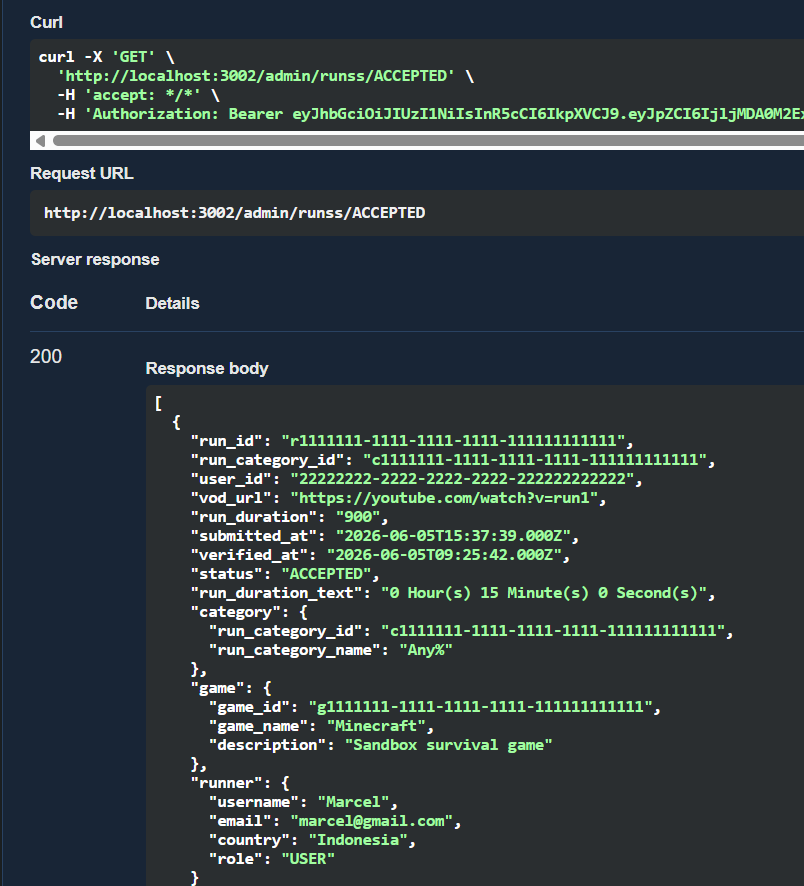 Curl
curl -X 'GET' \
'http://localhost:3002/admin/runss/ACCEPTED' \
-H 'accept: */*' \
-H 'Authorization: Bearer eyJhbGciOiJIUzI1NiIsInR5cCI6IkpXVCJ9.eyJpZCI6IjljMDA0M2Ex
Request URL
http://localhost:3002/admin/runss/ACCEPTED
Server response
Code Details
200
Response body
[
{
"run_id": "r1111111-1111-1111-1111-111111111111",
"run_category_id": "c1111111-1111-1111-1111-111111111111",
"user_id": "22222222-2222-2222-2222-222222222222",
"vod_url": "https://youtube.com/watch?v=run1",
"run_duration": "900",
"submitted_at": "2026-06-05T15:37:39.000Z",
"verified_at": "2026-06-05T09:25:42.000Z",
"status": "ACCEPTED",
"run_duration_text": "0 Hour(s) 15 Minute(s) 0 Second(s)",
"category": {
"run_category_id": "c1111111-1111-1111-1111-111111111111",
"run_category_name": "Any%"
},
"game": {
"game_id": "g1111111-1111-1111-1111-111111111111",
"game_name": "Minecraft",
"description": "Sandbox survival game"
},
"runner": {
"username": "Marcel",
"email": "marcel@gmail.com",
"country": "Indonesia",
"role": "USER"
}